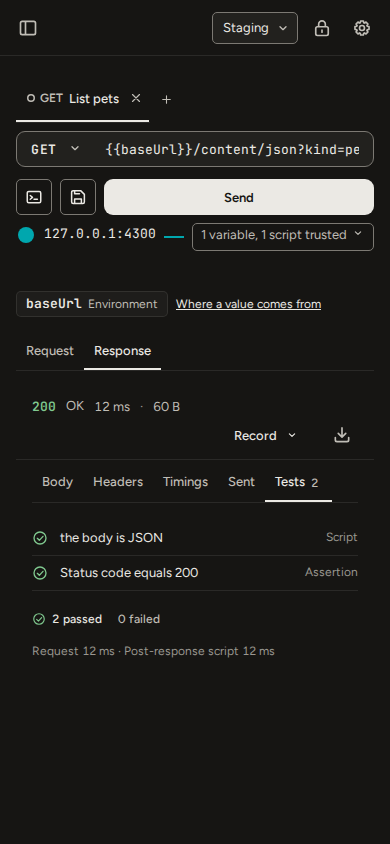 Staging
GET List pets
GET {{baseUrl}}/content/json?kind=pe
Send
127.0.0.1:4300 1 variable, 1 script trusted
baseUrl Environment Where a value comes from
Request Response
200 OK 12 ms · 60 B
Record
Body Headers Timings Sent Tests 2
the body is JSON Script
Status code equals 200 Assertion
2 passed 0 failed
Request 12 ms · Post-response script 12 ms